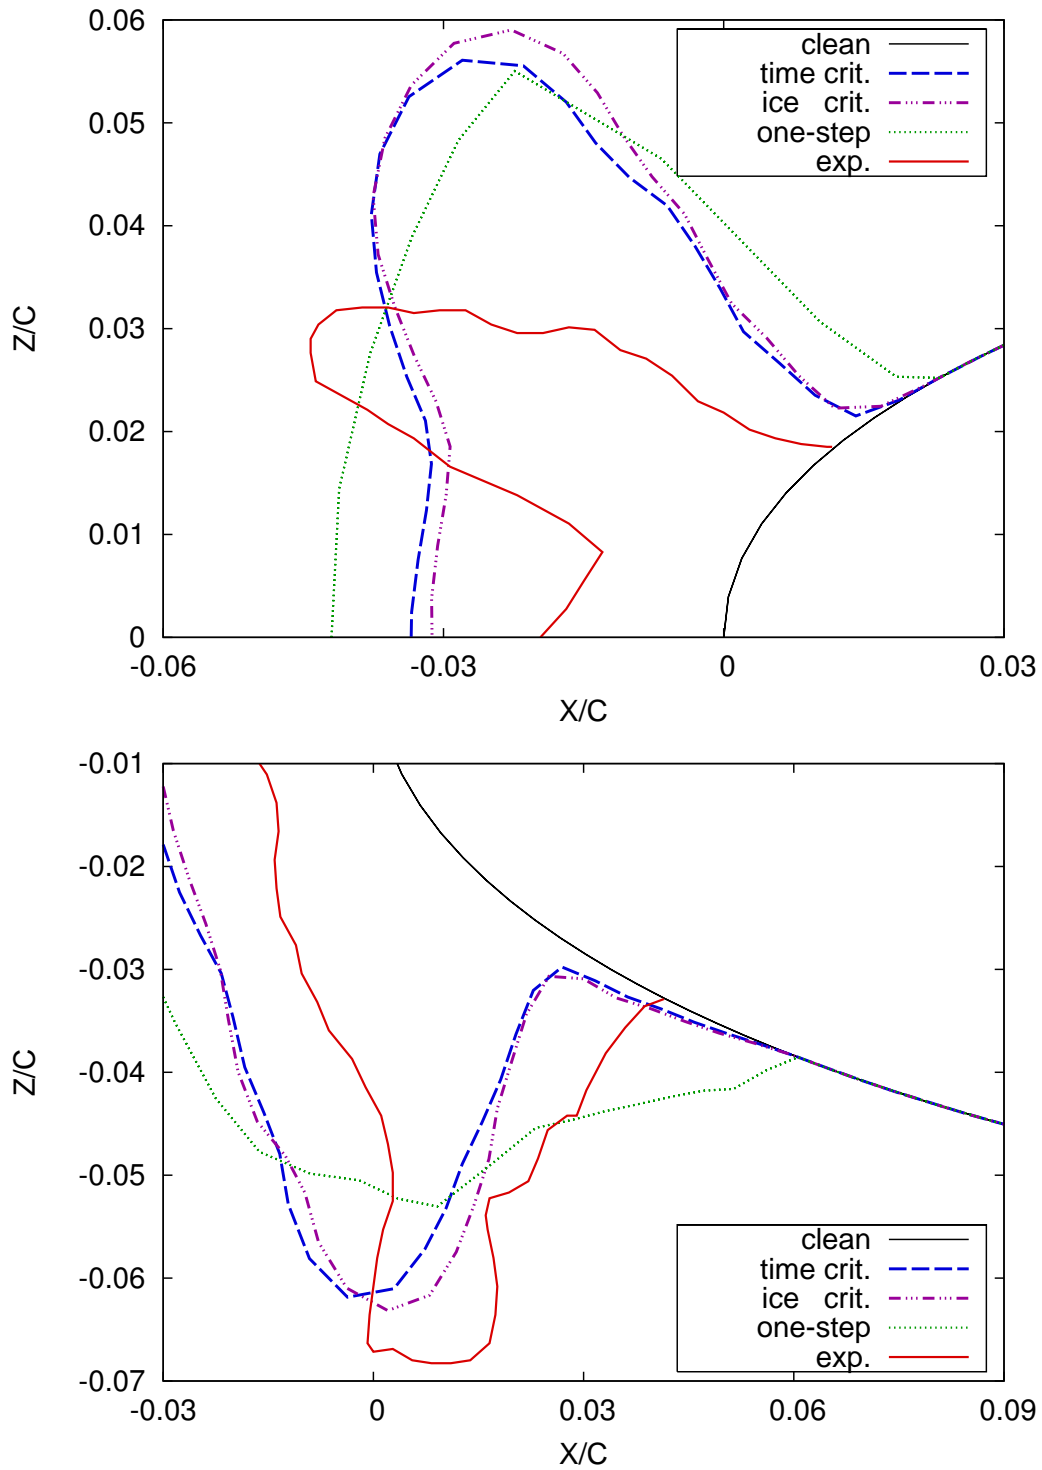 0.06
0.05
0.04
0.03
0.02
0.01
0
Z/C
-0.06
-0.03
0
0.03
X/C
clean
time crit.
ice crit.
one-step
exp.
-0.01
-0.02
-0.03
-0.04
-0.05
-0.06
-0.07
Z/C
-0.03
0
0.03
0.06
0.09
X/C
clean
time crit.
ice crit.
one-step
exp.